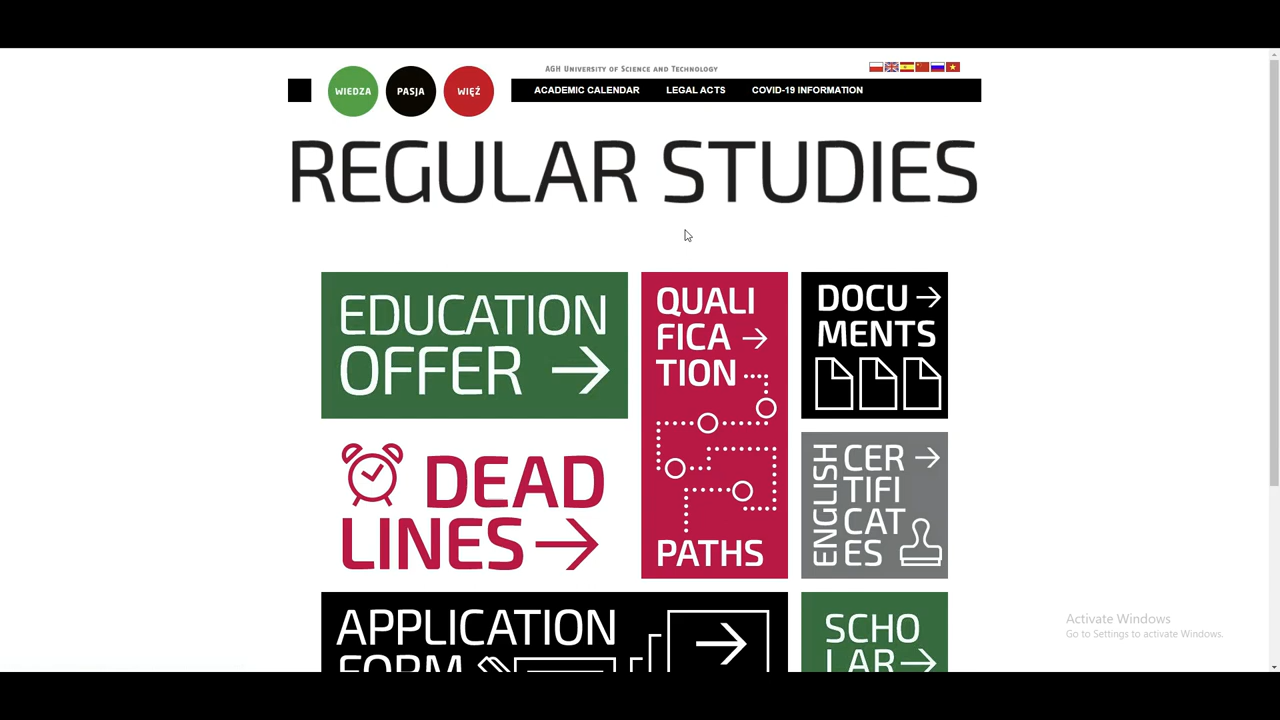 AGH University of Science and Technology
WIEDZA
PASJA
WIĘŹ
ACADEMIC CALENDAR
LEGAL ACTS
COVID-19 INFORMATION
REGULAR STUDIES
EDUCATION
OFFER
QUALI
FICA
TION
PATHS
DOCU
MENTS
DEAD
LINES
ENGLISH
CER
TIFI
CAT
ES
APPLICATION
FORM
SCHO
LAR
Activate Windows
Go to Settings to activate Windows.